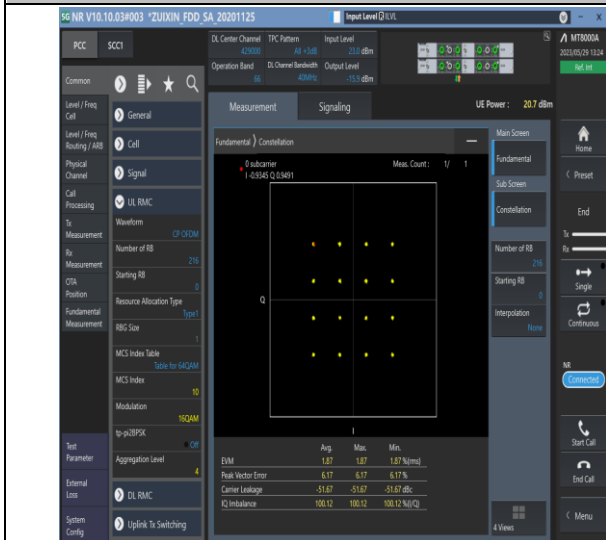 SG NR V10.10.03#003 *ZUIXIN_FDD_SA_20201125
Input Level ILVL
PCC
SCC1
DL Center Channel
429000
TPC Pattern
All +3dB
Input Level
23.0 dBm
Operation Band
66
DL Channel Bandwidth
40MHz
Output Level
-15.9 dBm
MT8000A
2023/05/29 13:24
Ref. Int
Common
Level / Freq
Cell
Level / Freq
Routing / ARB
Physical
Channel
Call
Processing
Tx
Measurement
Rx
Measurement
OTA
Position
Fundamental
Measurement
Test
Parameter
External
Loss
System
Config
General
Cell
Signal
UL RMC
Waveform
CP OFDM
Number of RB
216
Starting RB
0
Resource Allocation Type
Type1
RBG Size
1
MCS Index Table
Table for 64QAM
MCS Index
10
Modulation
16QAM
tp-pi2BPSK
Off
Aggregation Level
4
DL RMC
Uplink Tx Switching
Measurement
Signaling
UE Power : 20.7 dBm
Fundamental
Constellation
0 subcarrier
I -0.9345 Q 0.9491
Meas. Count : 1/ 1
Q
I
Avg. Max. Min.
EVM 1.87 1.87 1.87 %(rms)
Peak Vector Error 6.17 6.17 6.17 %
Carrier Leakage -51.67 -51.67 -51.67 dBc
IQ Imbalance 100.12 100.12 100.12 %(I/Q)
Main Screen
Fundamental
Sub Screen
Constellation
Number of RB
216
Starting RB
0
Interpolation
None
4 Views
Home
Preset
End
Tx
Rx
Single
Continuous
NR
Connected
Start Call
End Call
Menu